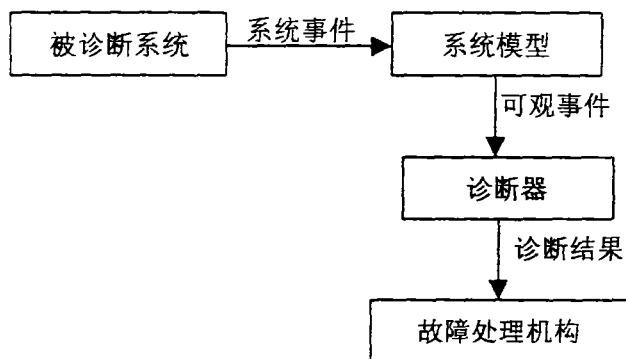 被诊断系统
系统事件
系统模型
可观事件
诊断器
诊断结果
故障处理机构